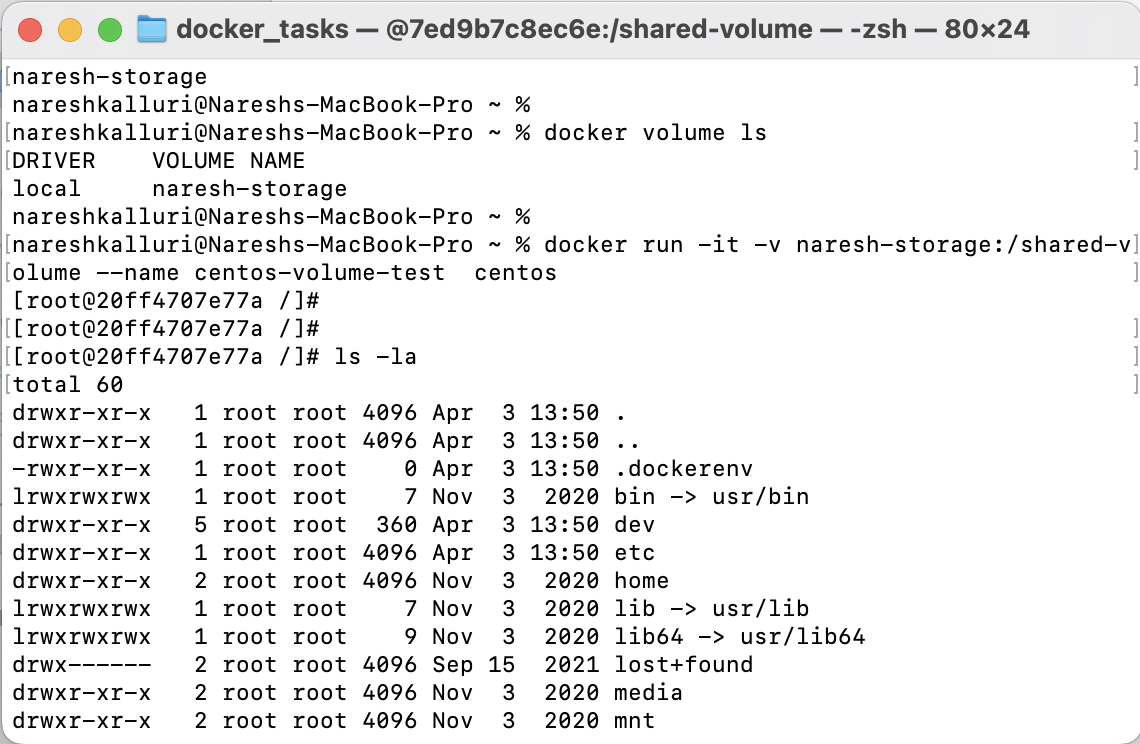 docker_tasks — @7ed9b7c8ec6e:/shared-volume — -zsh — 80×24
[naresh-storage ]
nareshkalluri@Nareshs-MacBook-Pro ~ %
[nareshkalluri@Nareshs-MacBook-Pro ~ % docker volume ls ]
[DRIVER    VOLUME NAME ]
local     naresh-storage
nareshkalluri@Nareshs-MacBook-Pro ~ %
[nareshkalluri@Nareshs-MacBook-Pro ~ % docker run -it -v naresh-storage:/shared-v]
[olume --name centos-volume-test  centos ]
[root@20ff4707e77a /]#
[[root@20ff4707e77a /]# ]
[[root@20ff4707e77a /]# ls -la ]
[total 60 ]
drwxr-xr-x   1 root root 4096 Apr  3 13:50 .
drwxr-xr-x   1 root root 4096 Apr  3 13:50 ..
-rwxr-xr-x   1 root root    0 Apr  3 13:50 .dockerenv
lrwxrwxrwx   1 root root    7 Nov  3  2020 bin -> usr/bin
drwxr-xr-x   5 root root  360 Apr  3 13:50 dev
drwxr-xr-x   1 root root 4096 Apr  3 13:50 etc
drwxr-xr-x   2 root root 4096 Nov  3  2020 home
lrwxrwxrwx   1 root root    7 Nov  3  2020 lib -> usr/lib
lrwxrwxrwx   1 root root    9 Nov  3  2020 lib64 -> usr/lib64
drwx------   2 root root 4096 Sep 15  2021 lost+found
drwxr-xr-x   2 root root 4096 Nov  3  2020 media
drwxr-xr-x   2 root root 4096 Nov  3  2020 mnt